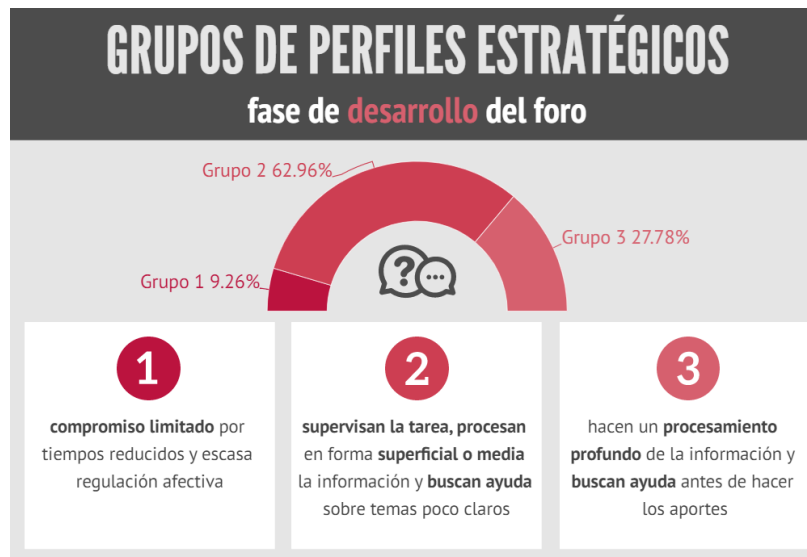 GRUPOS DE PERFILES ESTRATÉGICOS
fase de desarrollo del foro
Grupo 2 62.96%
Grupo 3 27.78%
Grupo 1 9.26%
?
1
compromiso limitado por
tiempos reducidos y escasa
regulación afectiva
2
supervisan la tarea, procesan
en forma superficial o media
la información y buscan ayuda
sobre temas poco claros
3
hacen un procesamiento
profundo de la información y
buscan ayuda antes de hacer
los aportes